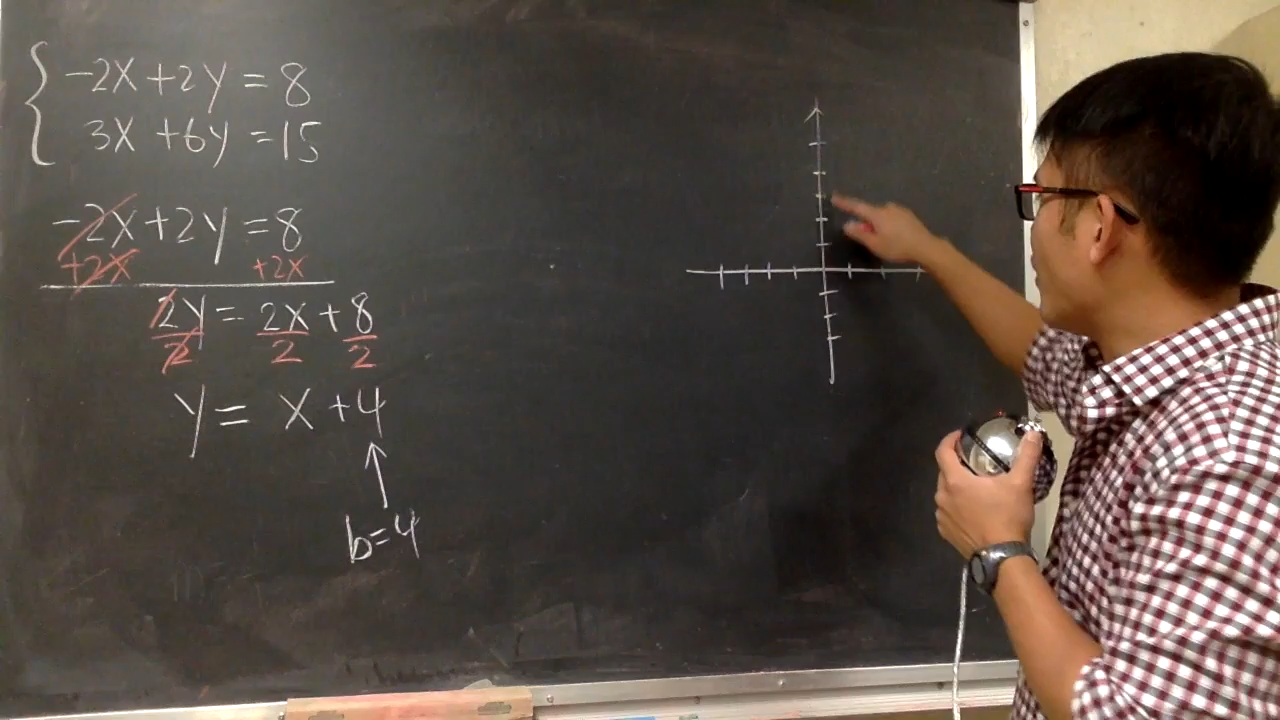 -2X+2y=8
3X+6y=15
-2X+2y=8
+2X +2X
2y=2X+8
2 2 2
y=X+4
b=4